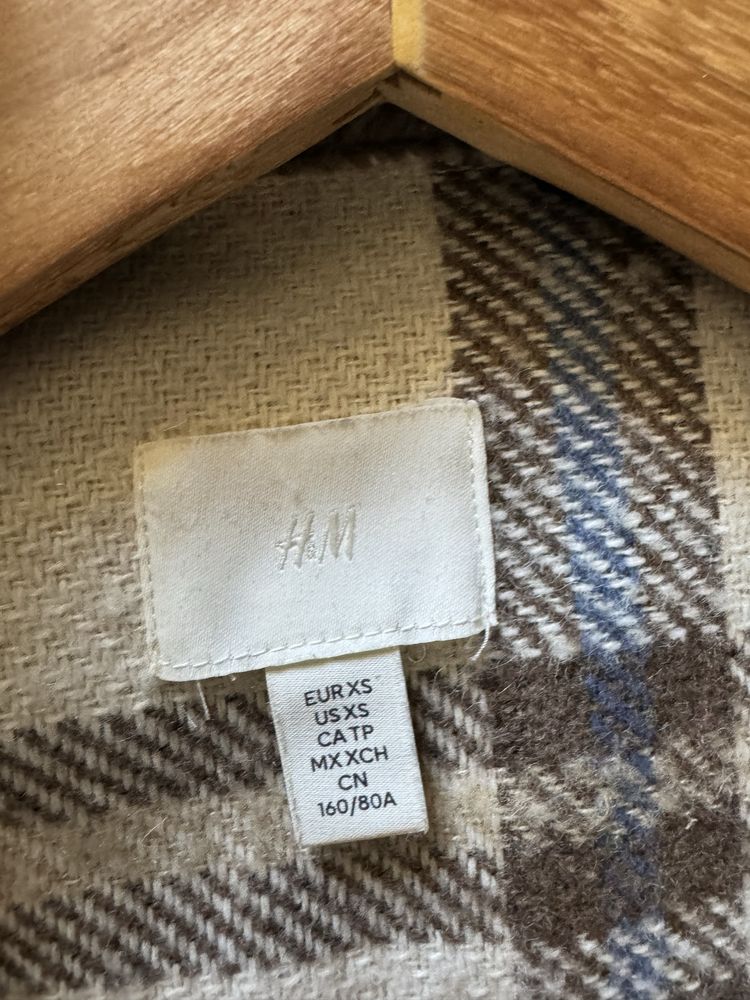 H&M
EUR XS
US XS
CA TP
MX XCH
CN
160/80A